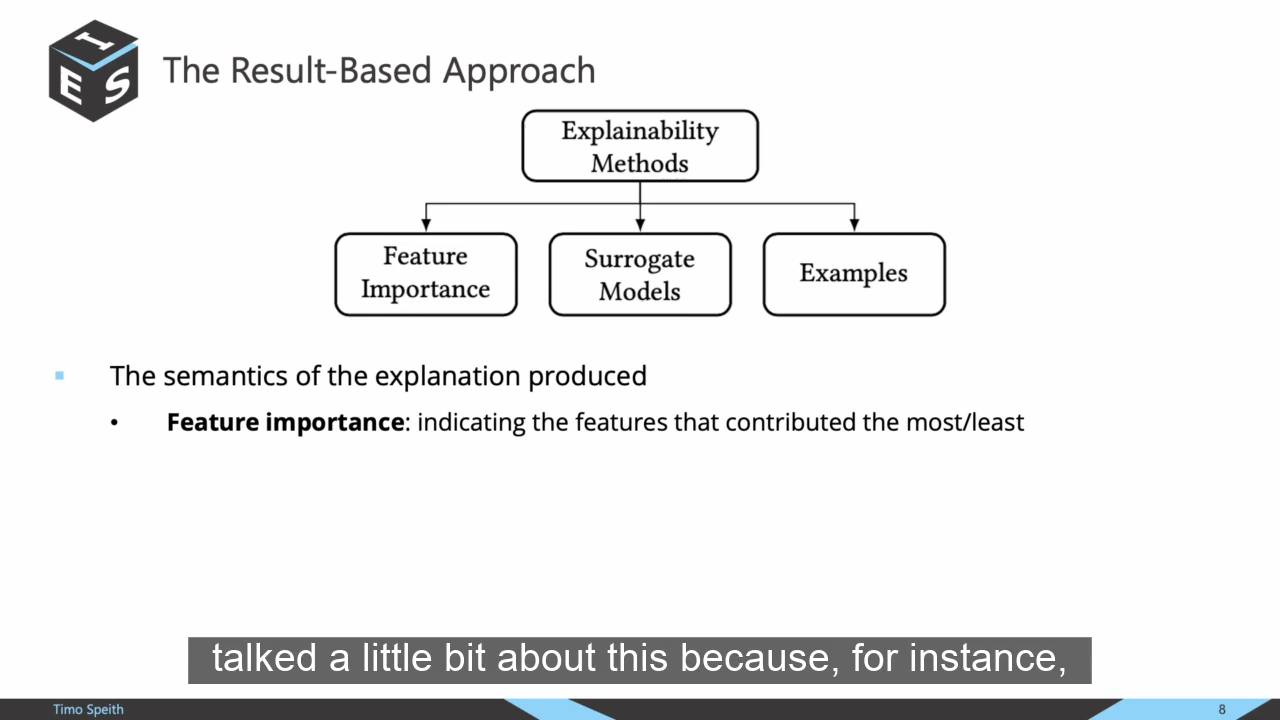 I
E S
The Result-Based Approach
Explainability
Methods
Feature
Importance
Surrogate
Models
Examples
The semantics of the explanation produced
• Feature importance: indicating the features that contributed the most/least
talked a little bit about this because, for instance,
Timo Speith
8